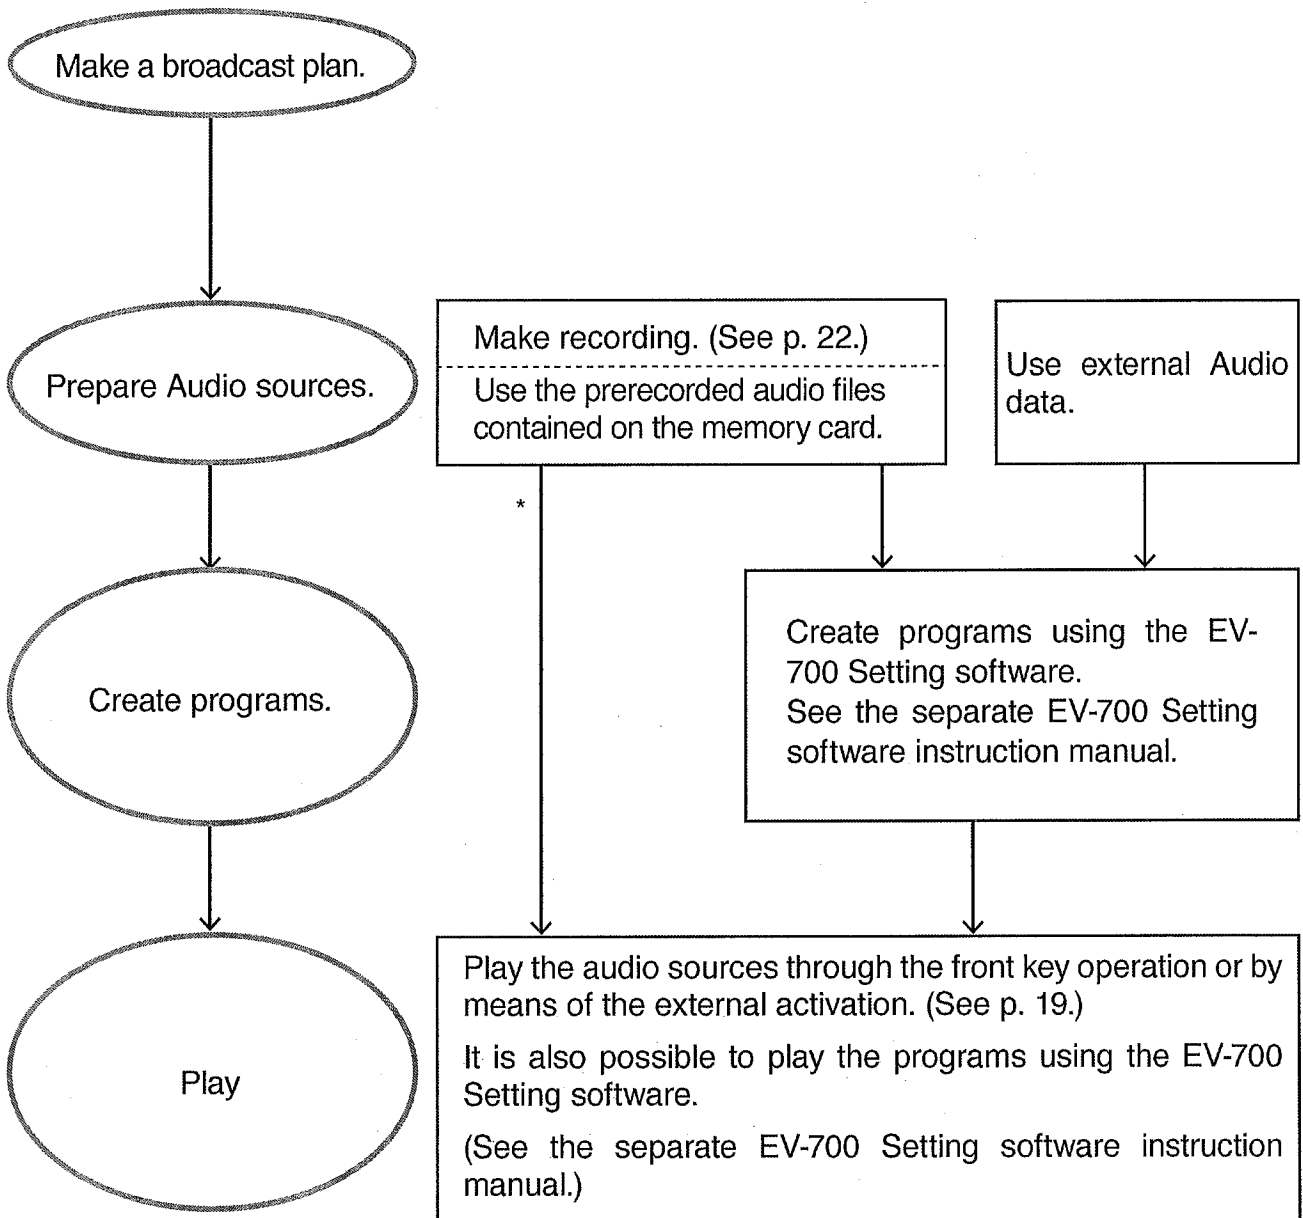 Make a broadcast plan.
Prepare Audio sources.
Make recording. (See p. 22.)
Use the prerecorded audio files
contained on the memory card.
Use external Audio
data.
*
Create programs.
Create programs using the EV-
700 Setting software.
See the separate EV-700 Setting
software instruction manual.
Play
Play the audio sources through the front key operation or by
means of the external activation. (See p. 19.)
It is also possible to play the programs using the EV-700
Setting software.
(See the separate EV-700 Setting software instruction
manual.)